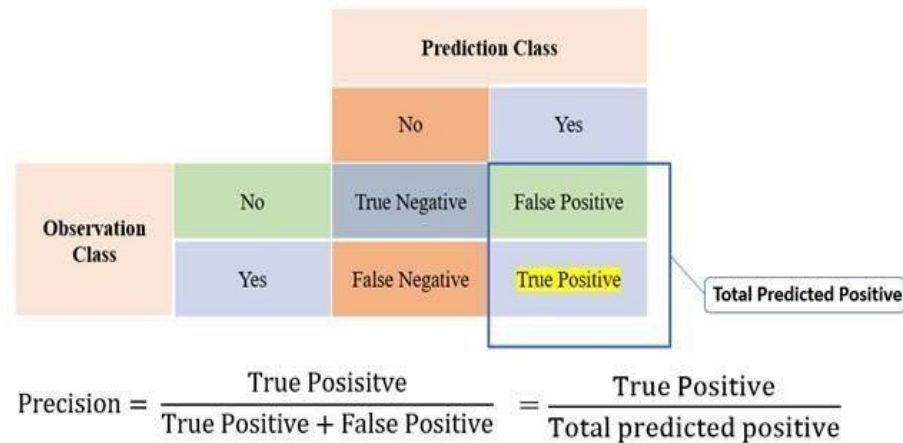 Prediction Class
No Yes
No True Negative False Positive
Observation
Class
Yes False Negative True Positive
Total Predicted Positive
Precision = True Posisitve / True Positive + False Positive = True Positive / Total predicted positive